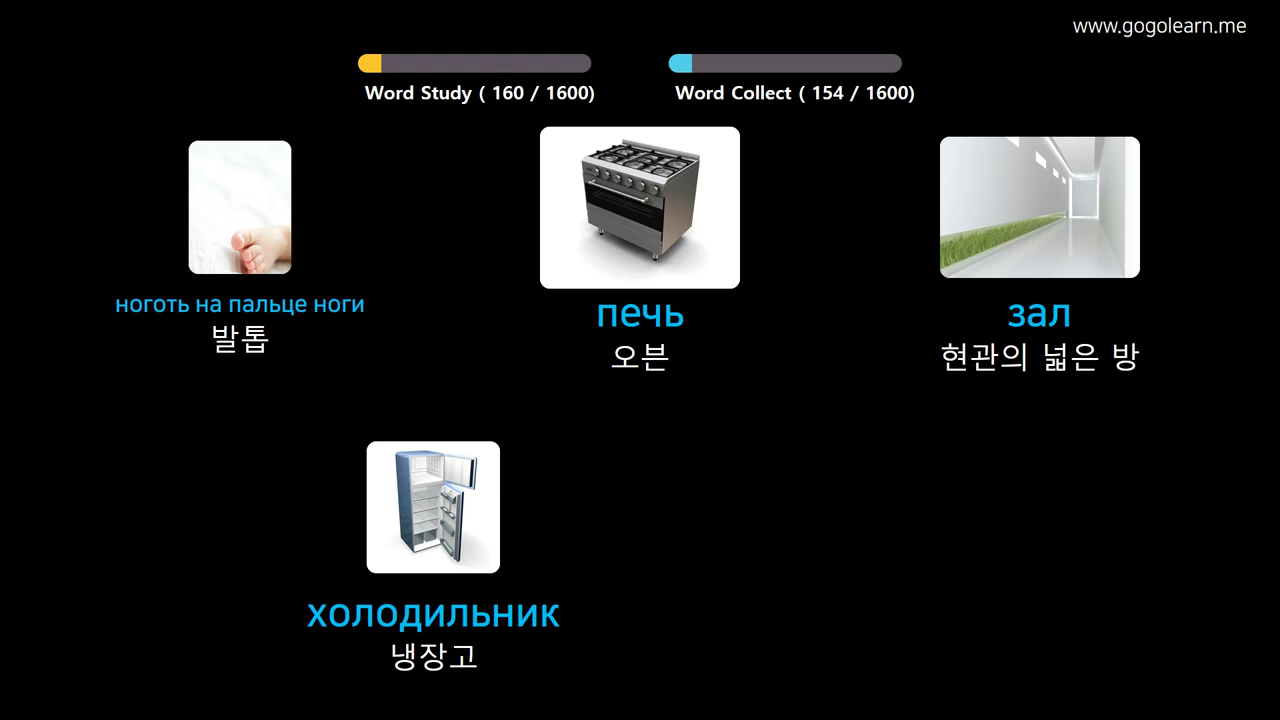 www.gogolearn.me
Word Study ( 160 / 1600)
Word Collect ( 154 / 1600)
ноготь на пальце ноги
발톱
печь
오븐
зал
현관의 넓은 방
холодильник
냉장고